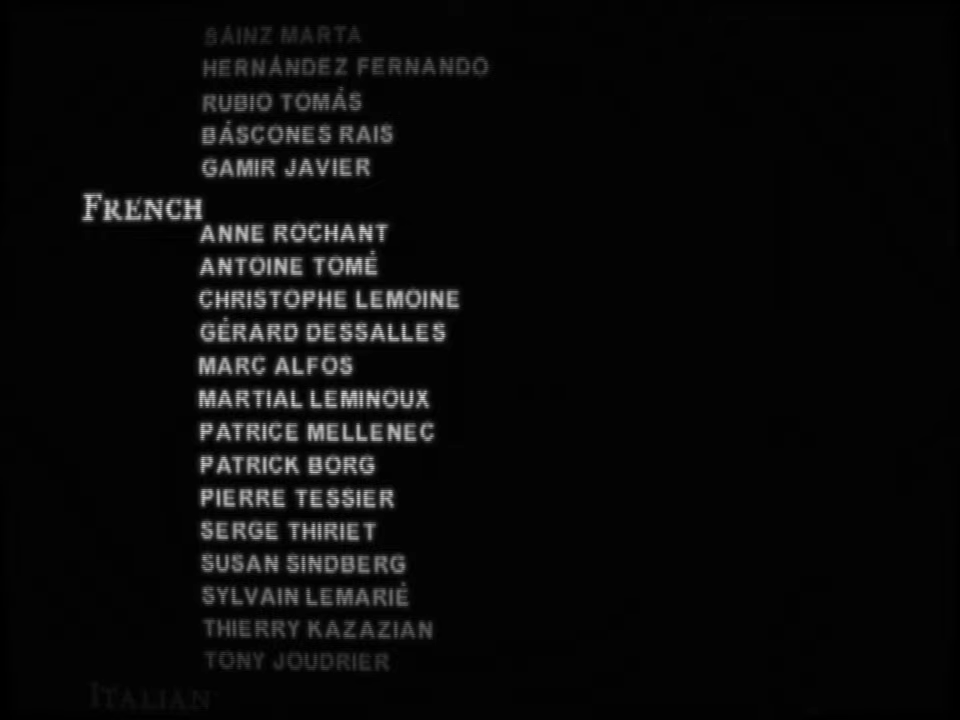 SÁINZ MARTA
HERNÁNDEZ FERNANDO
RUBIO TOMÁS
BÁSCONES RAIS
GAMIR JAVIER
FRENCH
ANNE ROCHANT
ANTOINE TOMÉ
CHRISTOPHE LEMOINE
GÉRARD DESSALLES
MARC ALFOS
MARTIAL LEMINOUX
PATRICE MELLENEC
PATRICK BORG
PIERRE TESSIER
SERGE THIRIET
SUSAN SINDBERG
SYLVAIN LEMARIÉ
THIERRY KAZAZIAN
TONY JOUDRIER
ITALIAN